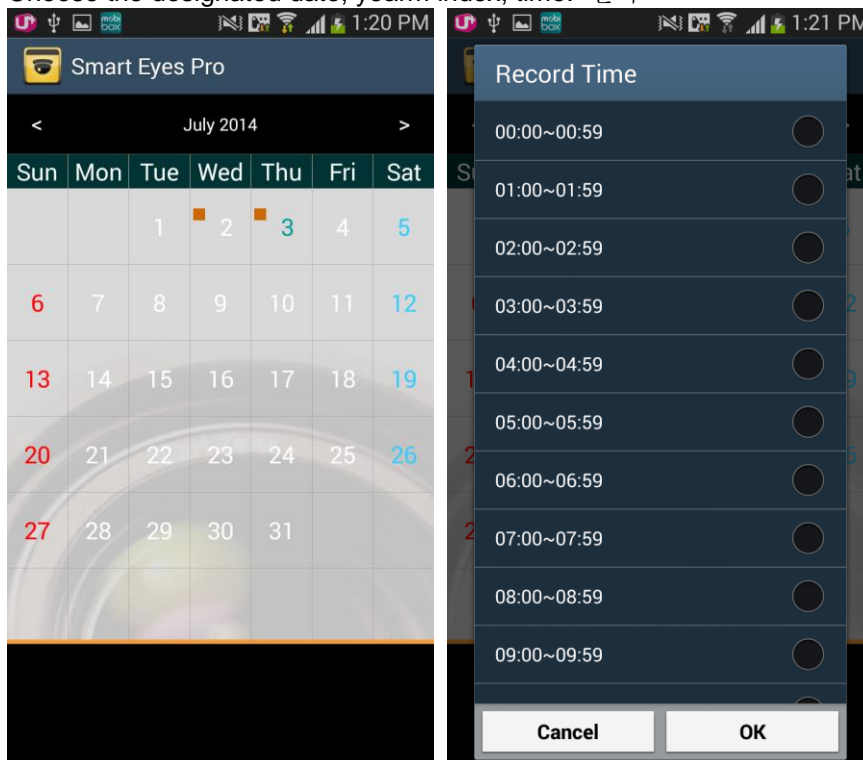 1:20 PM
Smart Eyes Pro
< July 2014 >
Sun Mon Tue Wed Thu Fri Sat
1 2 3 4 5
6 7 8 9 10 11 12
13 14 15 16 17 18 19
20 21 22 23 24 25 26
27 28 29 30 31
1:21 PM
Record Time
00:00~00:59
01:00~01:59
02:00~02:59
03:00~03:59
04:00~04:59
05:00~05:59
06:00~06:59
07:00~07:59
08:00~08:59
09:00~09:59
Cancel OK